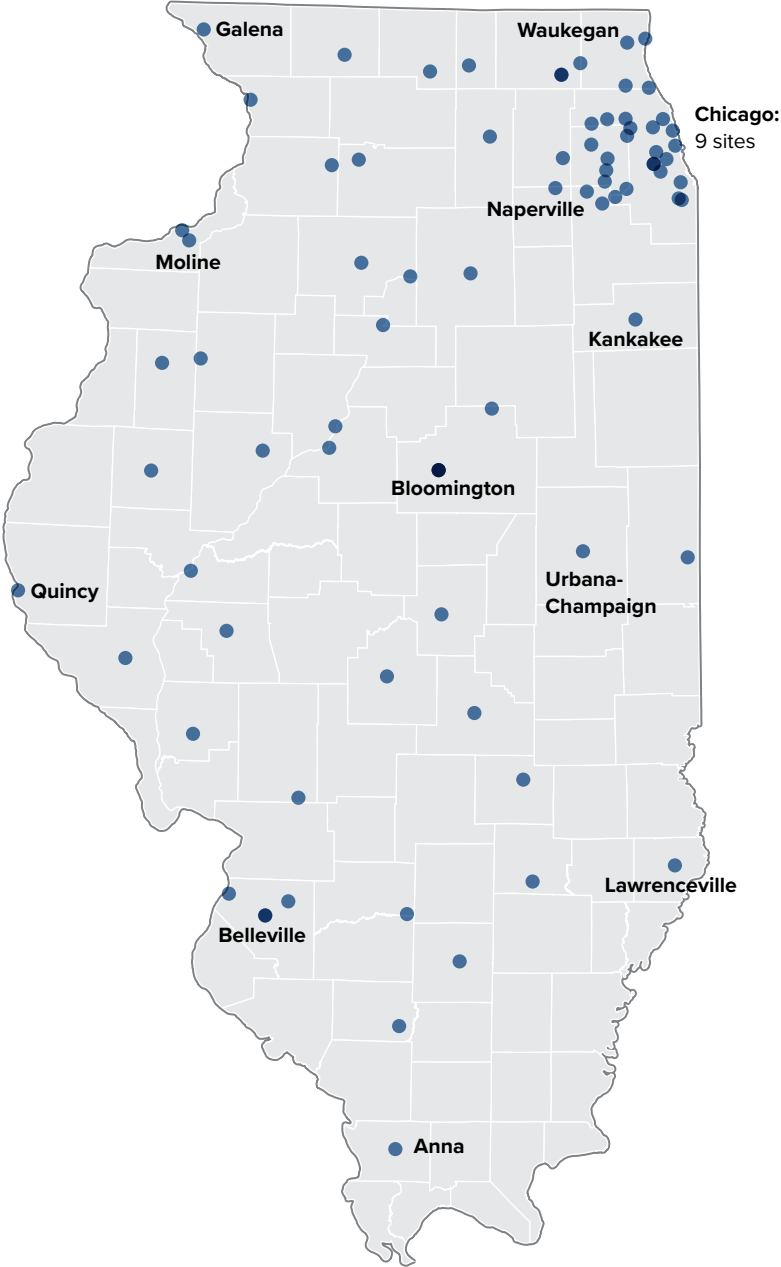 Galena
Waukegan
Chicago:
9 sites
Naperville
Moline
Kankakee
Bloomington
Quincy
Urbana-
Champaign
Lawrenceville
Belleville
Anna